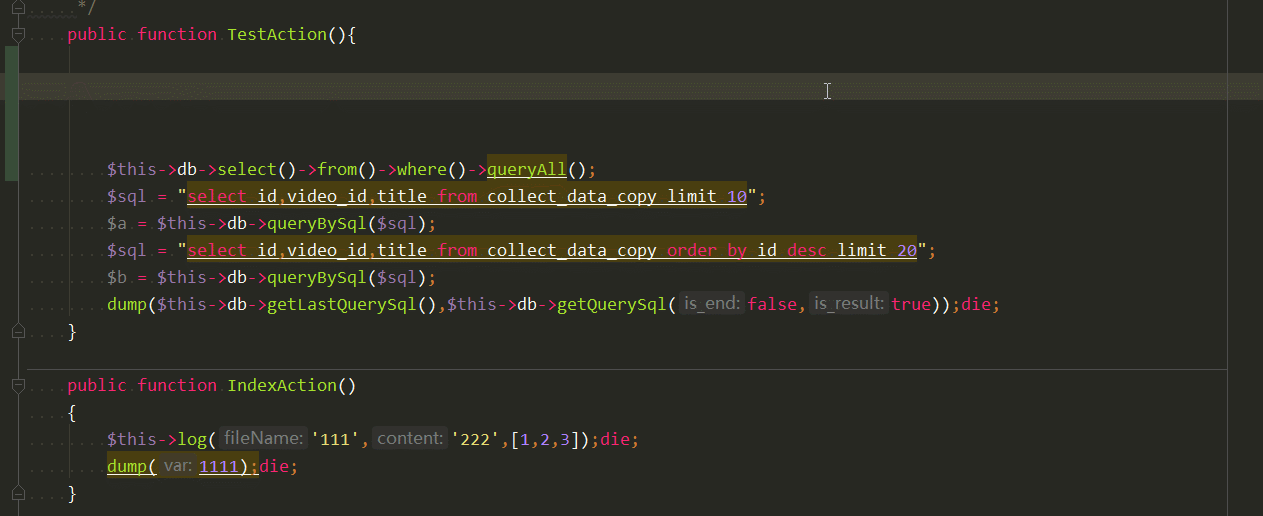 */
public function TestAction(){
$this->db->select()->from()->where()->queryAll();
$sql = "select id,video_id,title from collect_data_copy limit 10";
$a = $this->db->queryBySql($sql);
$sql = "select id,video_id,title from collect_data_copy order by id desc limit 20";
$b = $this->db->queryBySql($sql);
dump($this->db->getLastQuerySql(),$this->db->getQuerySql( is_end: false, is_result: true));die;
}
public function IndexAction()
{
$this->log( fileName: '111', content: '222',[1,2,3]);die;
dump( var: 1111);die;
}